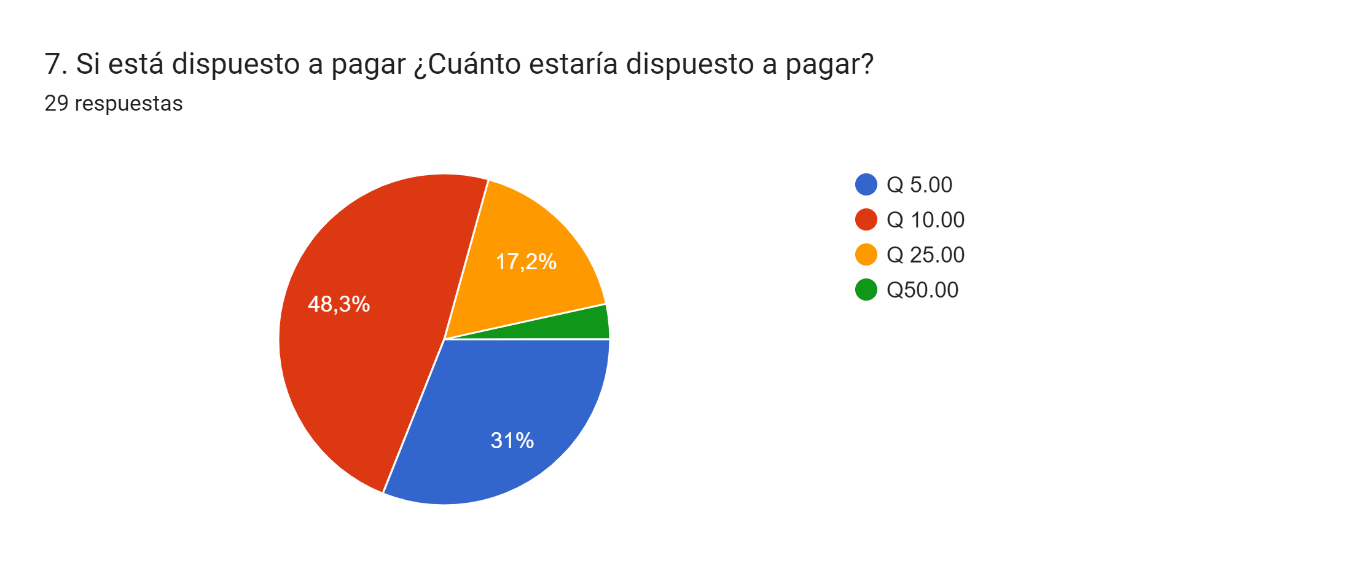 7. Si está dispuesto a pagar ¿Cuánto estaría dispuesto a pagar?
29 respuestas
Q 5.00
Q 10.00
Q 25.00
Q50.00
17,2%
48,3%
31%